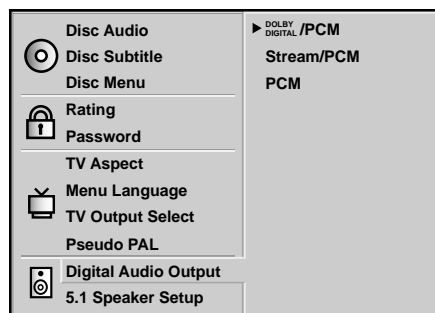 Disc Audio
Disc Subtitle
Disc Menu
Rating
Password
TV Aspect
Menu Language
TV Output Select
Pseudo PAL
Digital Audio Output
5.1 Speaker Setup
DOLBY DIGITAL /PCM
Stream/PCM
PCM